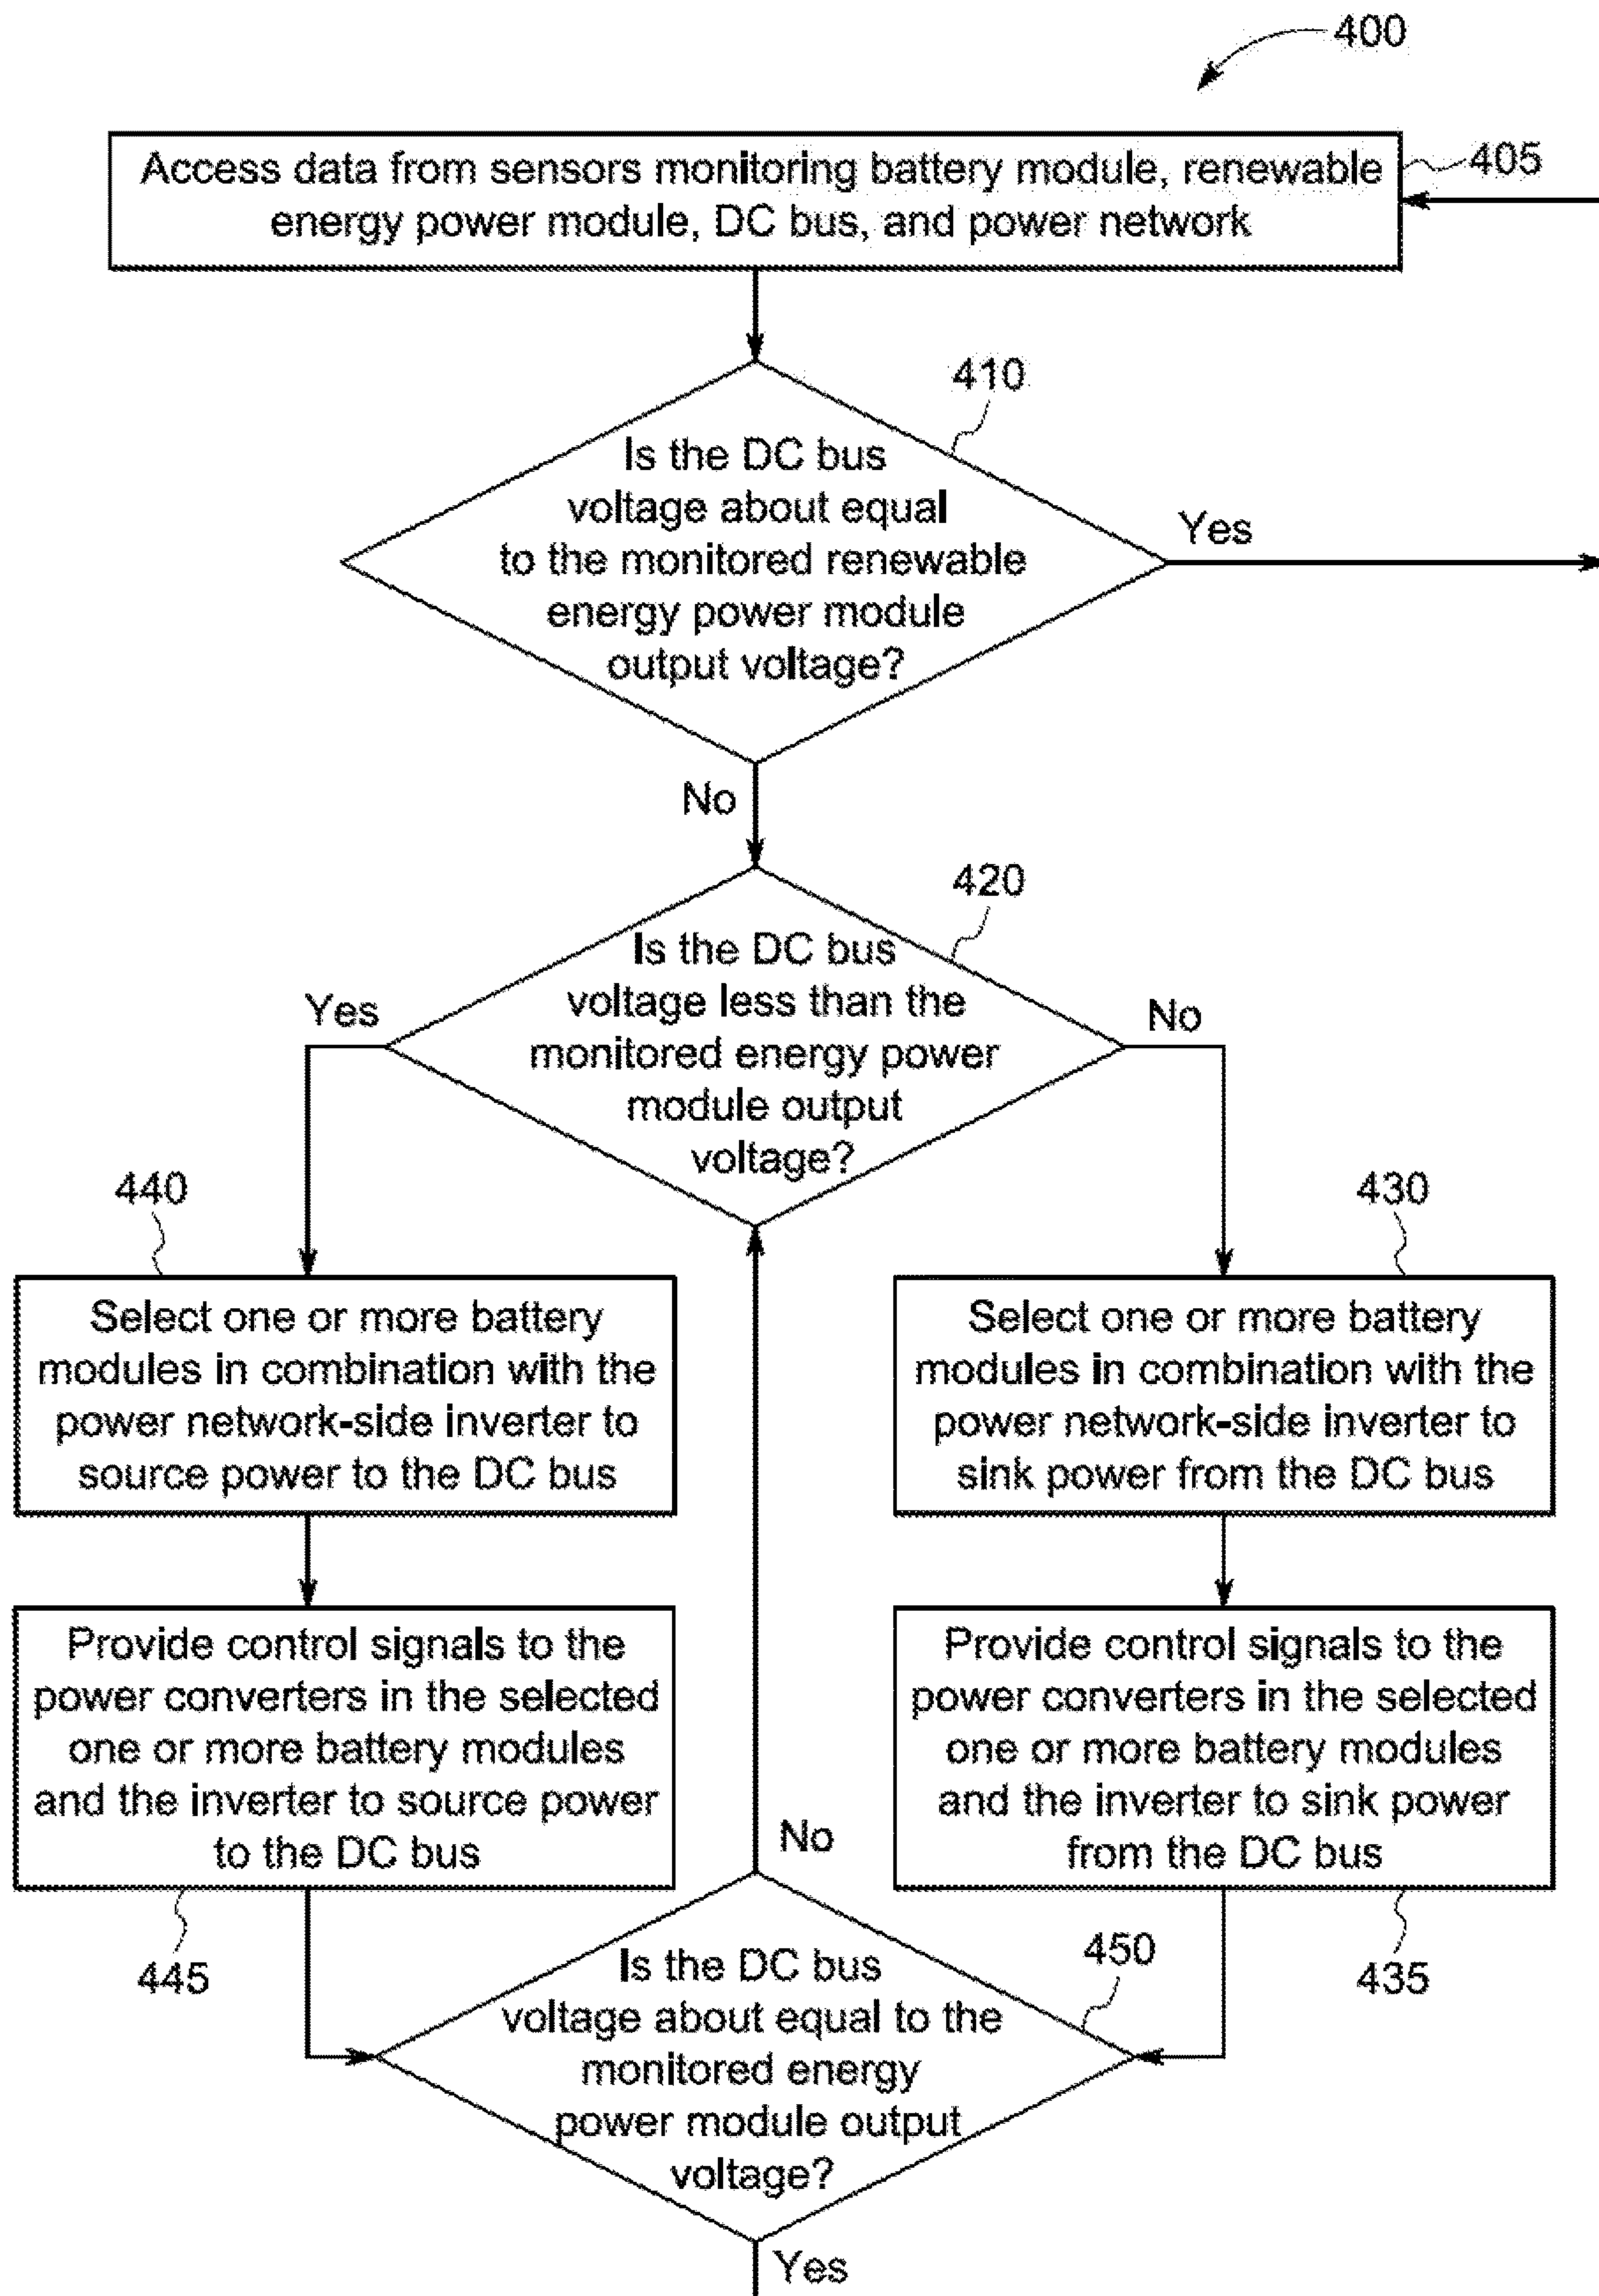 400
Access data from sensors monitoring battery module, renewable
energy power module, DC bus, and power network
405
410
Is the DC bus
voltage about equal
to the monitored renewable
energy power module
output voltage?
Yes
No
420
Is the DC bus
voltage less than the
monitored energy power
module output
voltage?
Yes
No
440
Select one or more battery
modules in combination with the
power network-side inverter to
source power to the DC bus
430
Select one or more battery
modules in combination with the
power network-side inverter to
sink power from the DC bus
Provide control signals to the
power converters in the selected
one or more battery modules
and the inverter to source power
to the DC bus
445
Provide control signals to the
power converters in the selected
one or more battery modules
and the inverter to sink power
from the DC bus
435
No
450
Is the DC bus
voltage about equal to the
monitored energy
power module output
voltage?
Yes